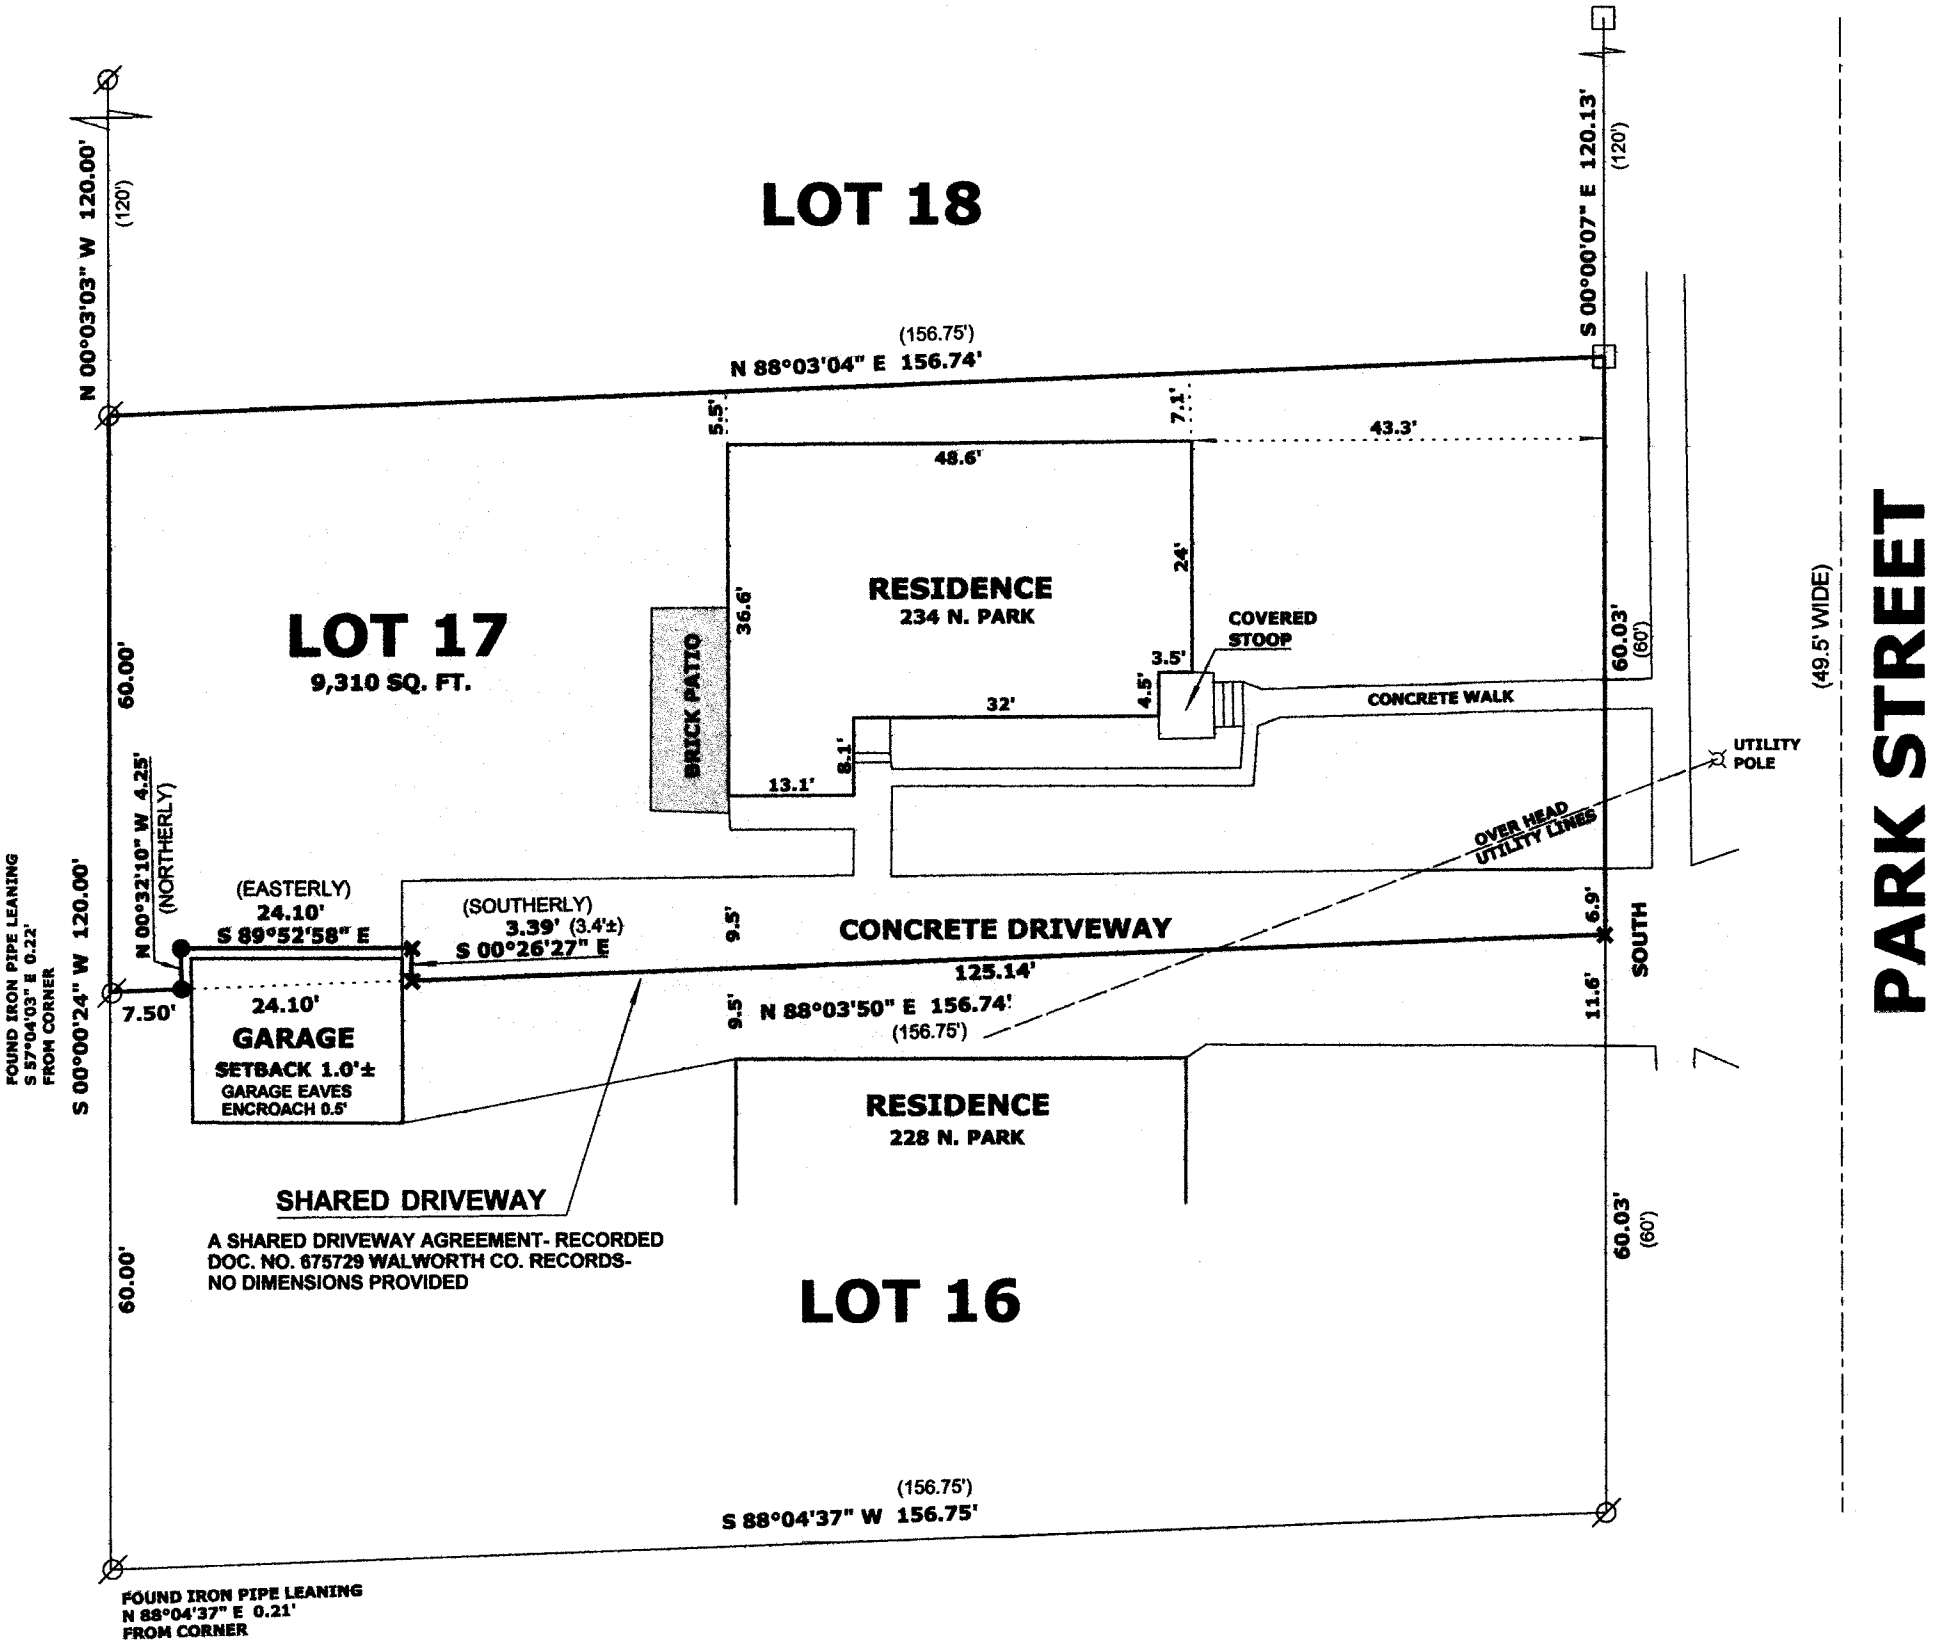 N 00°03'03" W 120.00'
(120')
S 00°00'07" E 120.13'
(120')
LOT 18
(156.75')
N 88°03'04" E 156.74'
5.5'
7.1'
43.3'
48.6'
36.6'
24'
RESIDENCE
234 N. PARK
COVERED
STOOP
3.5'
4.5'
32'
8.1'
13.1'
BRICK PATIO
CONCRETE WALK
LOT 17
9,310 SQ. FT.
60.00'
60.03'
(60')
(49.5' WIDE)
PARK STREET
UTILITY
POLE
OVER HEAD
UTILITY LINES
N 00°32'10" W 4.25'
(NORTHERLY)
(EASTERLY)
24.10'
S 89°52'58" E
(SOUTHERLY)
3.39' (3.4'±)
S 00°26'27" E
9.5'
CONCRETE DRIVEWAY
6.9'
SOUTH
125.14'
9.5'
N 88°03'50" E 156.74'
(156.75')
11.6'
FOUND IRON PIPE LEANING
S 57°04'03" E 0.22'
FROM CORNER
S 00°00'24" W 120.00'
7.50'
24.10'
GARAGE
SETBACK 1.0'±
GARAGE EAVES
ENCROACH 0.5'
RESIDENCE
228 N. PARK
SHARED DRIVEWAY
A SHARED DRIVEWAY AGREEMENT- RECORDED
DOC. NO. 675729 WALWORTH CO. RECORDS-
NO DIMENSIONS PROVIDED
60.00'
60.03'
(60')
LOT 16
(156.75')
S 88°04'37" W 156.75'
FOUND IRON PIPE LEANING
N 88°04'37" E 0.21'
FROM CORNER